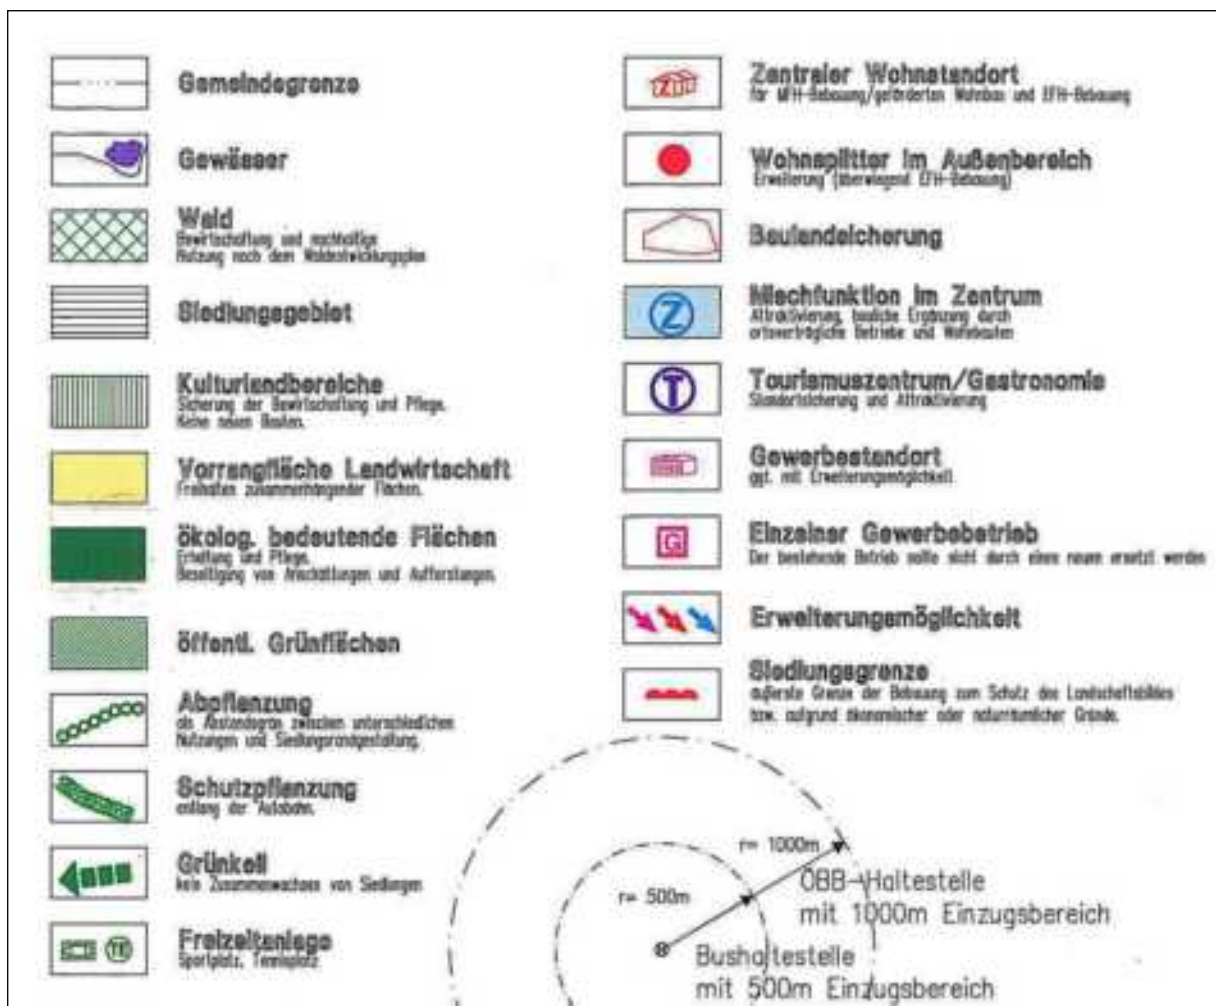 Gemeindegrenze
Gewässer
Wald
Bewirtschaftung und nachhaltige
Nutzung nach dem Waldentwicklungsplan
Siedlungsgebiet
Kulturlandbereiche
Sicherung der Bewirtschaftung und Pflege.
Keine neuen Bauten.
Vorrangfläche Landwirtschaft
Freihalten zusammenhängender Flächen.
ökolog. bedeutende Flächen
Erhaltung und Pflege.
Beseitigung von Anschüttungen und Aufforstungen.
öffentl. Grünflächen
Abpflanzung
als Abstandsgrün zwischen unterschiedlichen
Nutzungen und Siedlungsrandgestaltung.
Schutzpflanzung
entlang der Autobahn.
Grünkeil
kein Zusammenwachsen von Siedlungen
TE
Freizeitanlage
Sportplatz, Tennisplatz
Z
Zentraler Wohnstandort
für MFH-Bebauung/geförderten Wohnbau und EFH-Bebauung
Wohnsplitter im Außenbereich
Erweiterung (überwiegend EFH-Bebauung)
Baulandsicherung
Z
Mischfunktion im Zentrum
Attraktivierung, bauliche Ergänzung durch
ortsverträgliche Betriebe und Wohnbauten
T
Tourismuszentrum/Gastronomie
Standortsicherung und Attraktivierung
Gewerbestandort
ggf. mit Erweiterungsmöglichkeit
G
Einzelner Gewerbebetrieb
Der bestehende Betrieb sollte nicht durch einen neuen ersetzt werden
Erweiterungsmöglichkeit
Siedlungsgrenze
äußerste Grenze der Bebauung zum Schutz des Landschaftsbildes
bzw. aufgrund ökonomischer oder naturräumlicher Gründe.
r= 1000m
r= 500m
ÖBB-Haltestelle
mit 1000m Einzugsbereich
Bushaltestelle
mit 500m Einzugsbereich